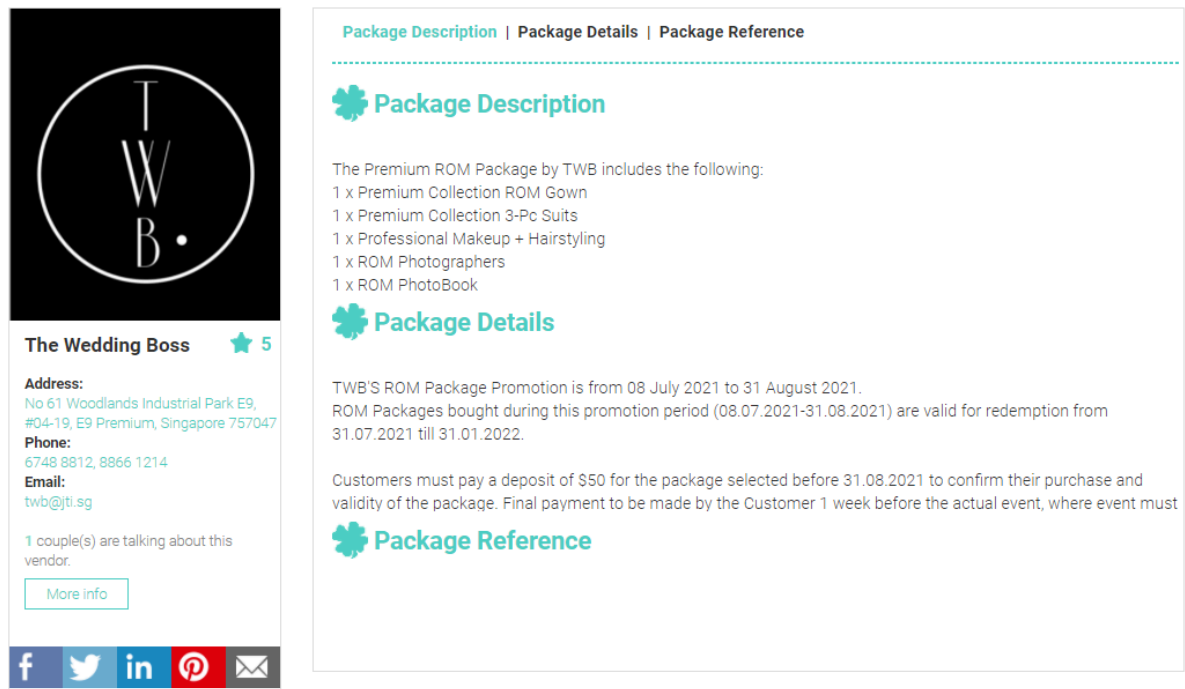 T
W
B.
The Wedding Boss 5
Address:
No 61 Woodlands Industrial Park E9,
#04-19, E9 Premium, Singapore 757047
Phone:
6748 8812, 8866 1214
Email:
twb@jti.sg
1 couple(s) are talking about this
vendor.
More info
Package Description | Package Details | Package Reference
Package Description
The Premium ROM Package by TWB includes the following:
1 x Premium Collection ROM Gown
1 x Premium Collection 3-Pc Suits
1 x Professional Makeup + Hairstyling
1 x ROM Photographers
1 x ROM PhotoBook
Package Details
TWB'S ROM Package Promotion is from 08 July 2021 to 31 August 2021.
ROM Packages bought during this promotion period (08.07.2021-31.08.2021) are valid for redemption from
31.07.2021 till 31.01.2022.
Customers must pay a deposit of $50 for the package selected before 31.08.2021 to confirm their purchase and
validity of the package. Final payment to be made by the Customer 1 week before the actual event, where event must
Package Reference